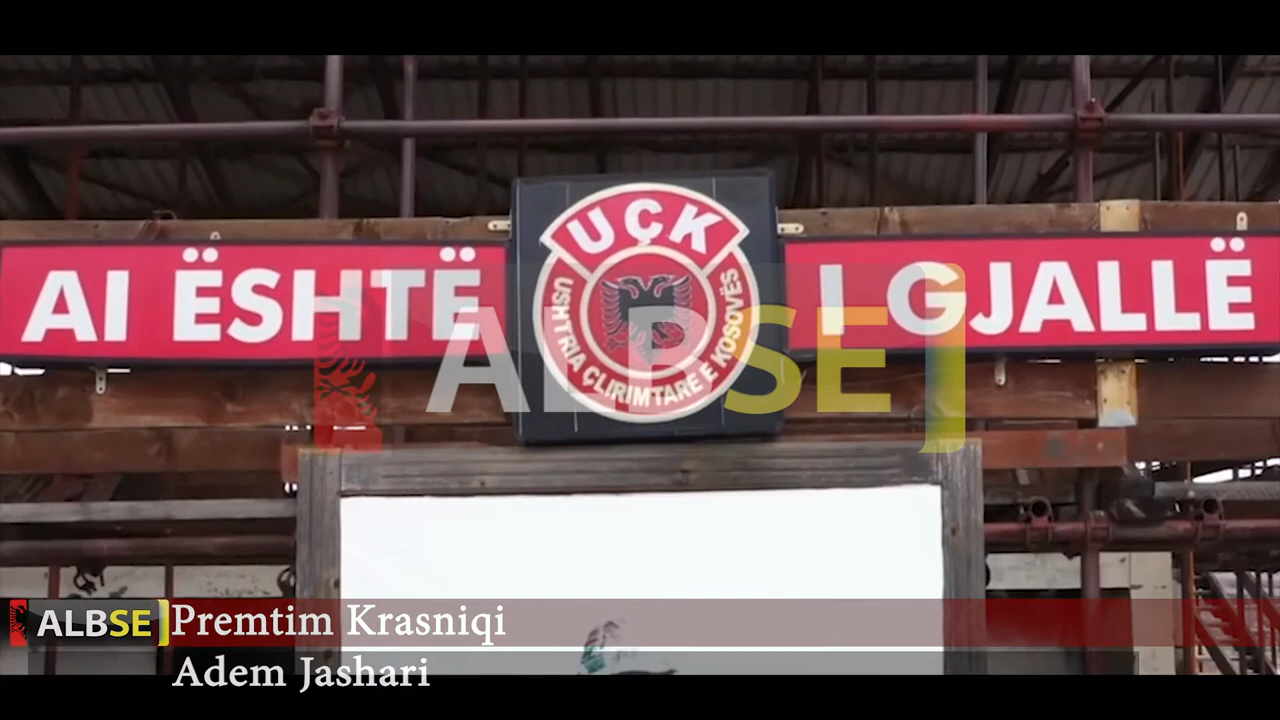 AI ËSHTË I GJALLË
UÇK
USHTRIA ÇLIRIMTARE E KOSOVËS
ALBSE
ALBSE
Premtim Krasniqi
Adem Jashari